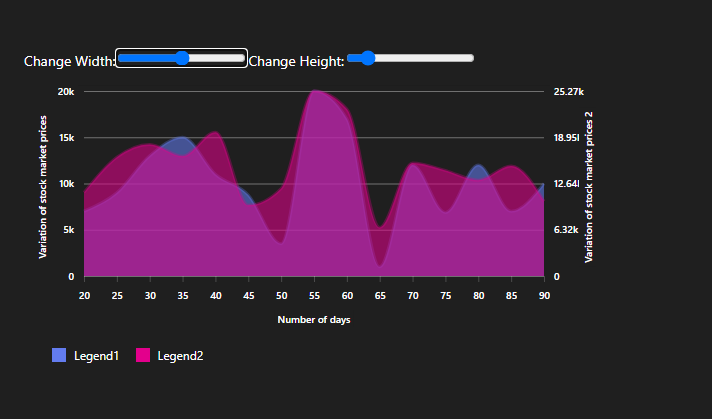 Change Width: Change Height:
20k
15k
10k
5k
0
Variation of stock market prices
25.27k
18.95l
12.64l
6.32k
0
Variation of stock market prices 2
20 25 30 35 40 45 50 55 60 65 70 75 80 85 90
Number of days
Legend1 Legend2